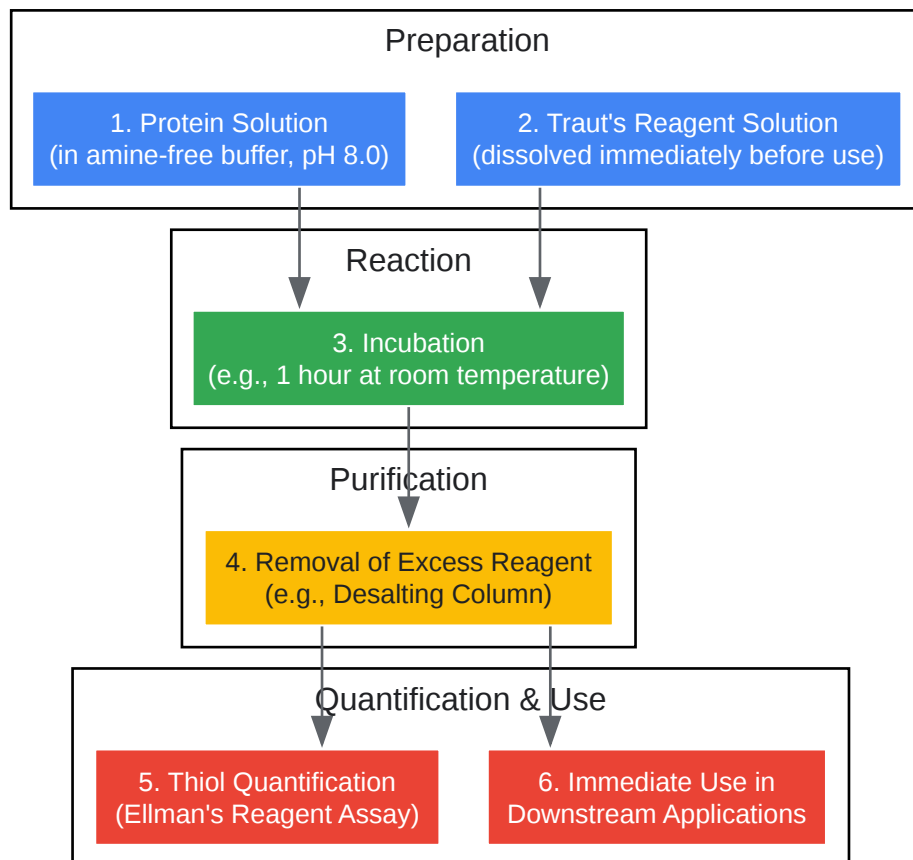 Preparation
1. Protein Solution
(in amine-free buffer, pH 8.0)
2. Traut's Reagent Solution
(dissolved immediately before use)
Reaction
3. Incubation
(e.g., 1 hour at room temperature)
Purification
4. Removal of Excess Reagent
(e.g., Desalting Column)
Quantification & Use
5. Thiol Quantification
(Ellman's Reagent Assay)
6. Immediate Use in
Downstream Applications